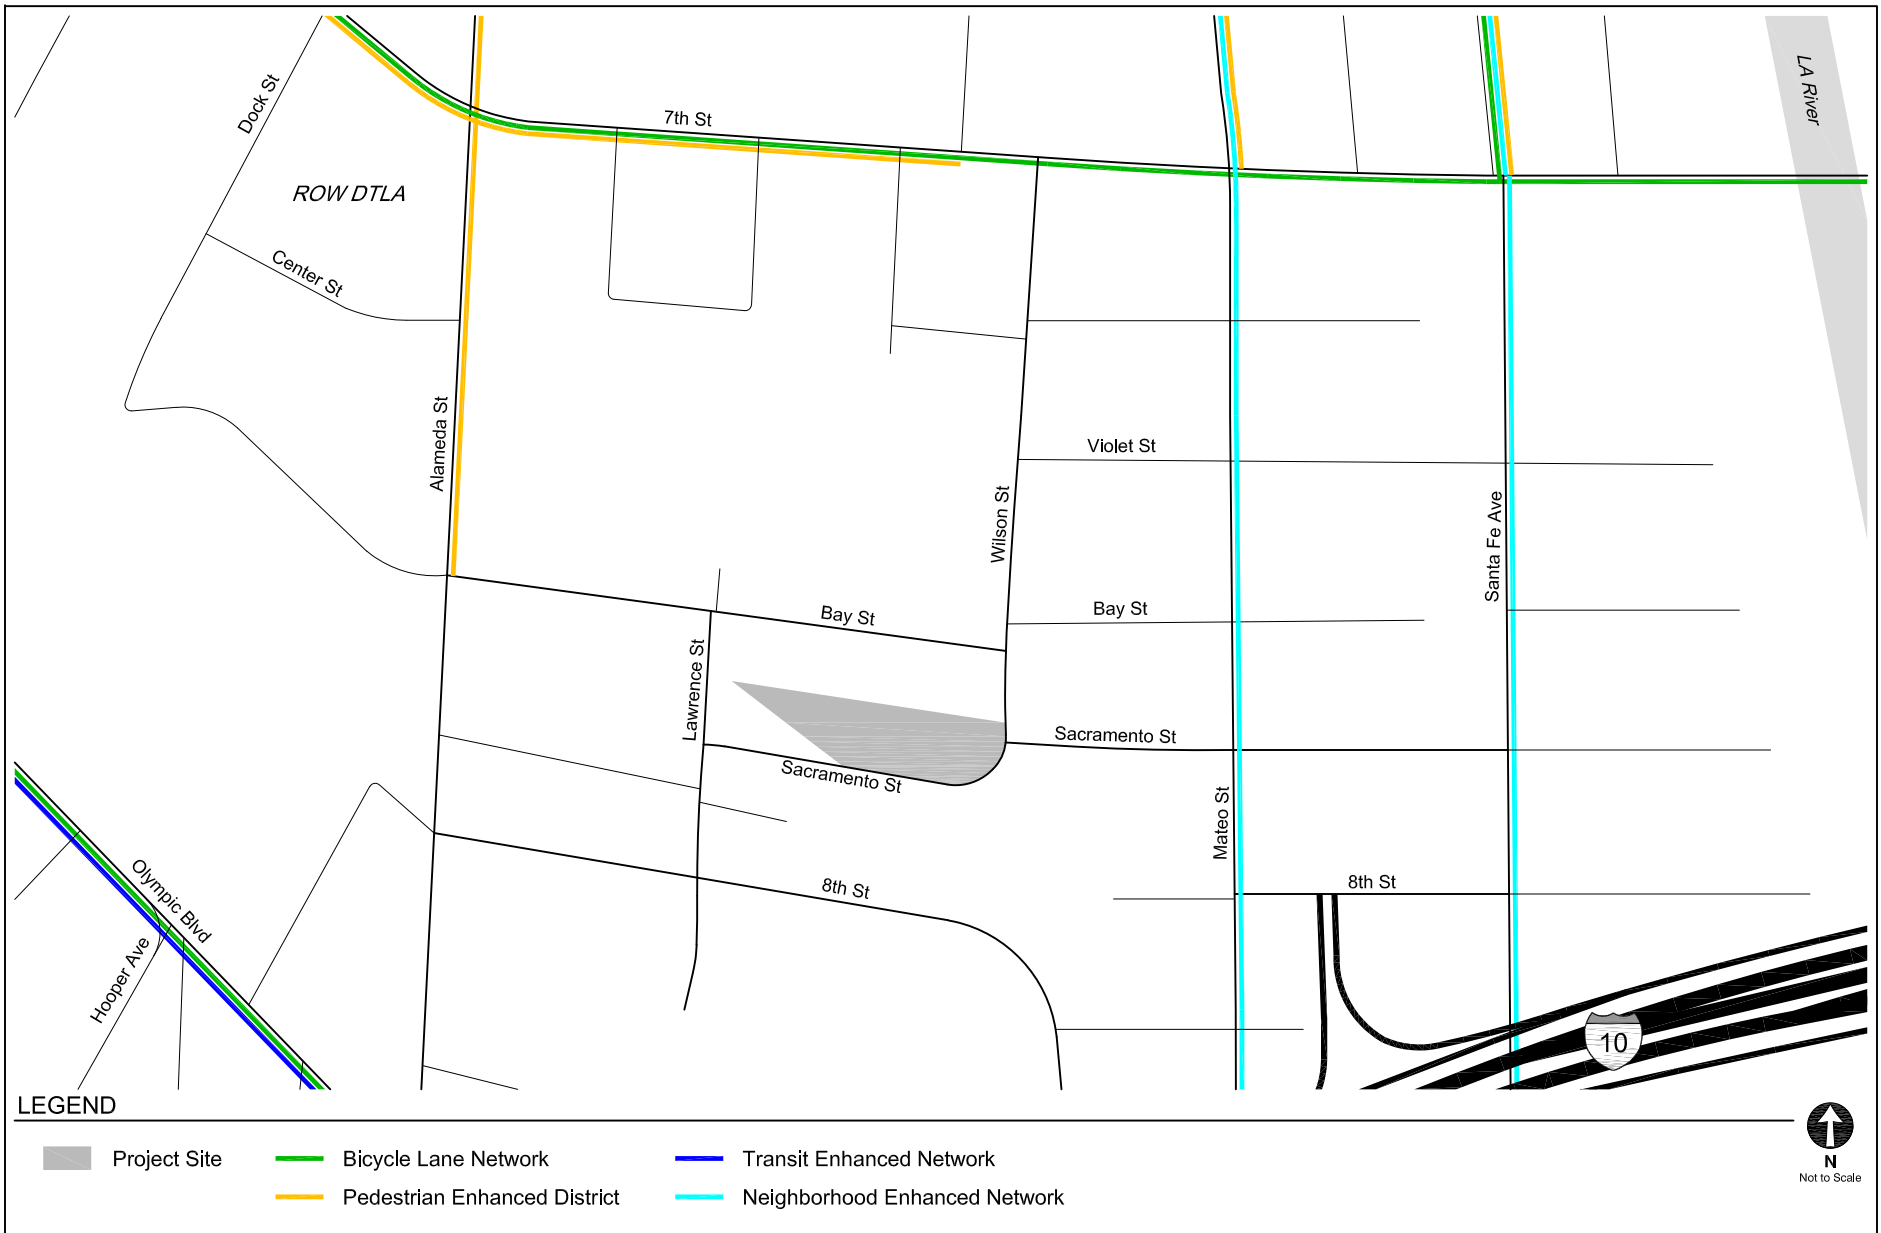 LA River
Dock St
7th St
ROW DTLA
Center St
Alameda St
Violet St
Wilson St
Santa Fe Ave
Bay St
Bay St
Lawrence St
Sacramento St
Sacramento St
Mateo St
Olympic Blvd
8th St
8th St
Hooper Ave
10
LEGEND
Project Site
Bicycle Lane Network
Transit Enhanced Network
Pedestrian Enhanced District
Neighborhood Enhanced Network
N
Not to Scale